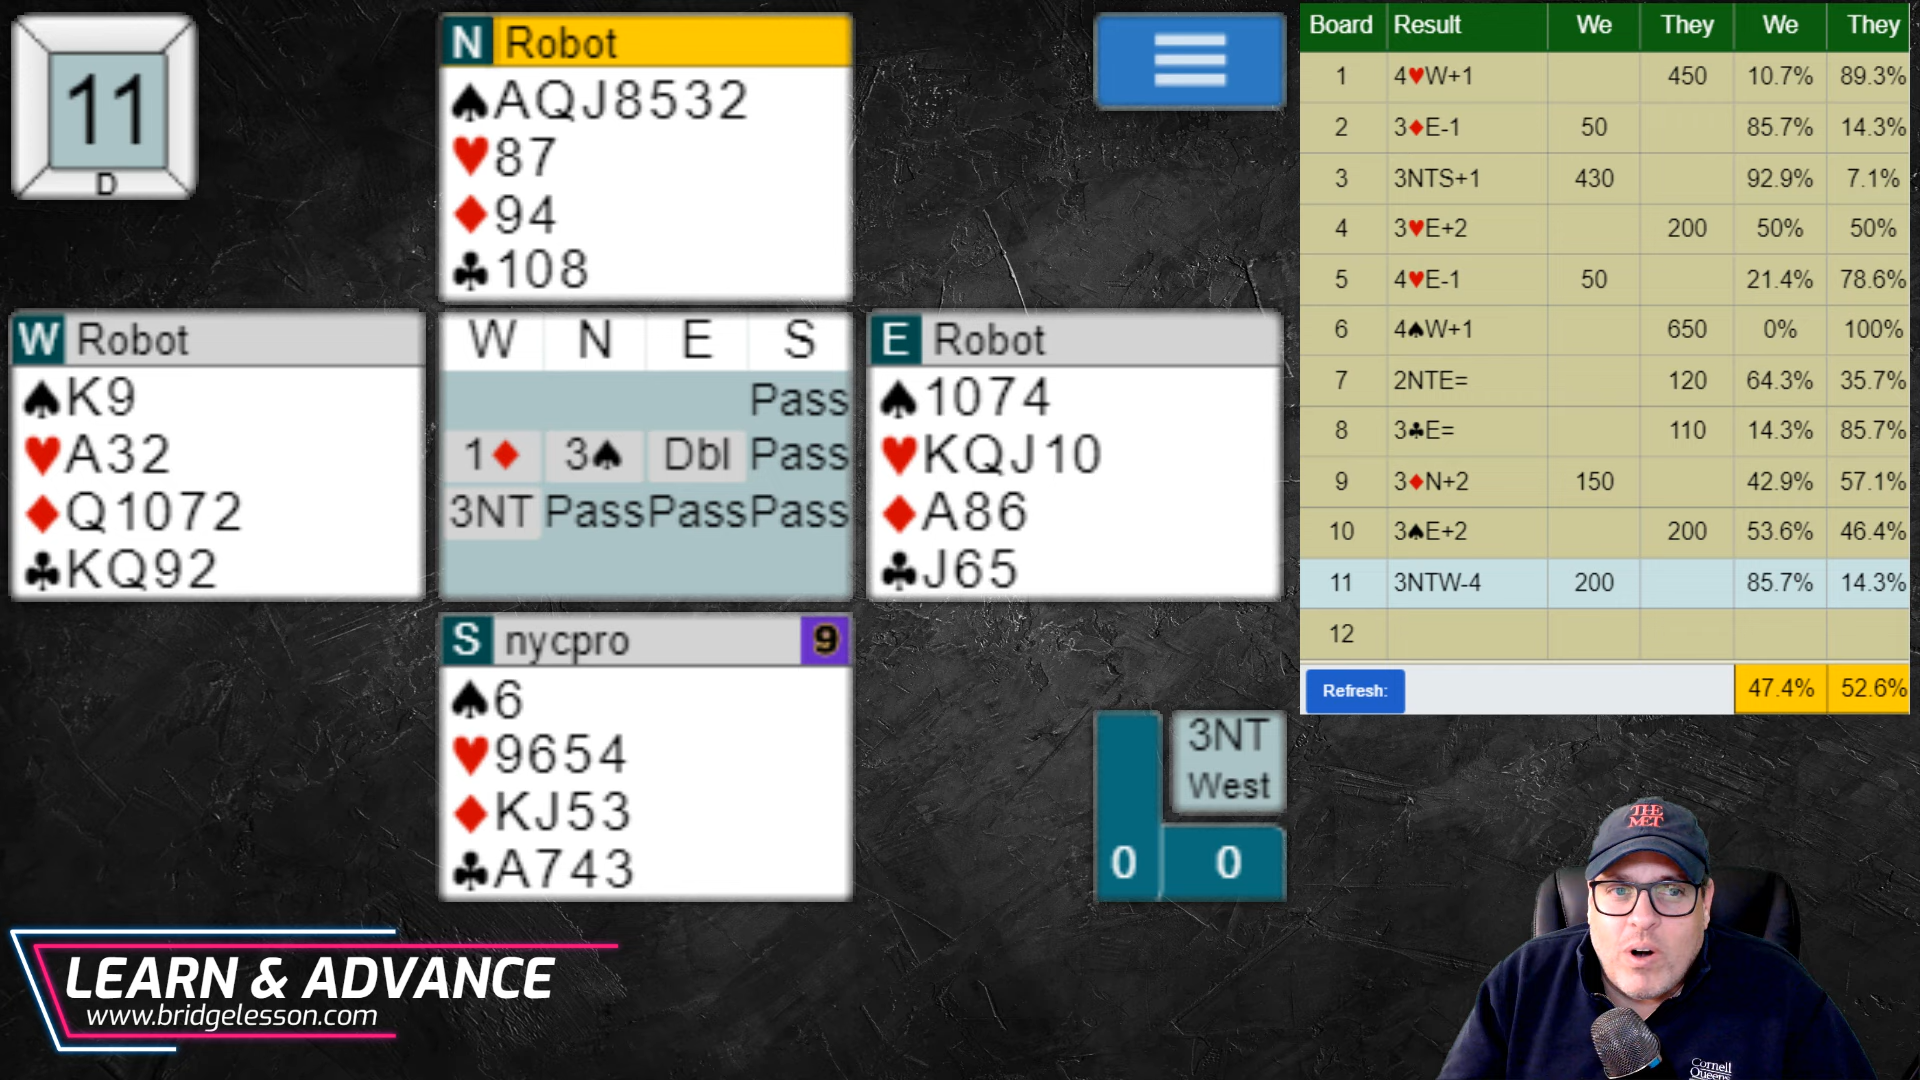 11
D
N Robot
♠AQJ8532
♥87
♦94
♣108
W Robot
♠K9
♥A32
♦Q1072
♣KQ92
W N E S
Pass
1♦ 3♠ Dbl Pass
3NT Pass Pass Pass
E Robot
♠1074
♥KQJ10
♦A86
♣J65
S nycpro 9
♠6
♥9654
♦KJ53
♣A743
3NT
West
0 0
Board Result We They We They
1 4♥W+1 450 10.7% 89.3%
2 3♦E-1 50 85.7% 14.3%
3 3NTS+1 430 92.9% 7.1%
4 3♥E+2 200 50% 50%
5 4♥E-1 50 21.4% 78.6%
6 4♠W+1 650 0% 100%
7 2NTE= 120 64.3% 35.7%
8 3♣E= 110 14.3% 85.7%
9 3♦N+2 150 42.9% 57.1%
10 3♠E+2 200 53.6% 46.4%
11 3NTW-4 200 85.7% 14.3%
12
Refresh: 47.4% 52.6%
LEARN & ADVANCE
www.bridgelesson.com
THE
MET
Cornell
Queens